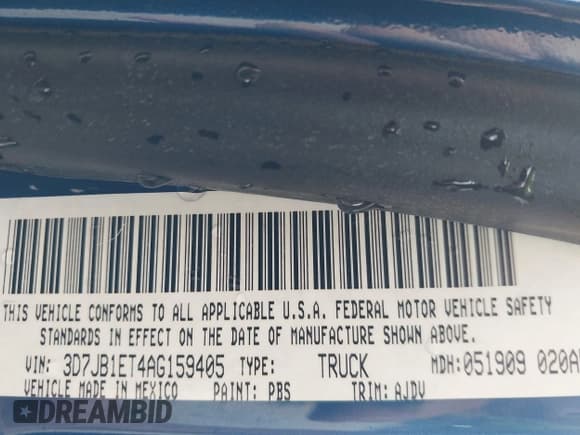 THIS VEHICLE CONFORMS TO ALL APPLICABLE U.S.A. FEDERAL MOTOR VEHICLE SAFETY
STANDARDS IN EFFECT ON THE DATE OF MANUFACTURE SHOWN ABOVE.
VIN: 3D7JB1ET4AG159405 TYPE: TRUCK MDH: 051909 020A
VEHICLE MADE IN MEXICO PAINT: PBS TRIM: AJDV
DREAMBID